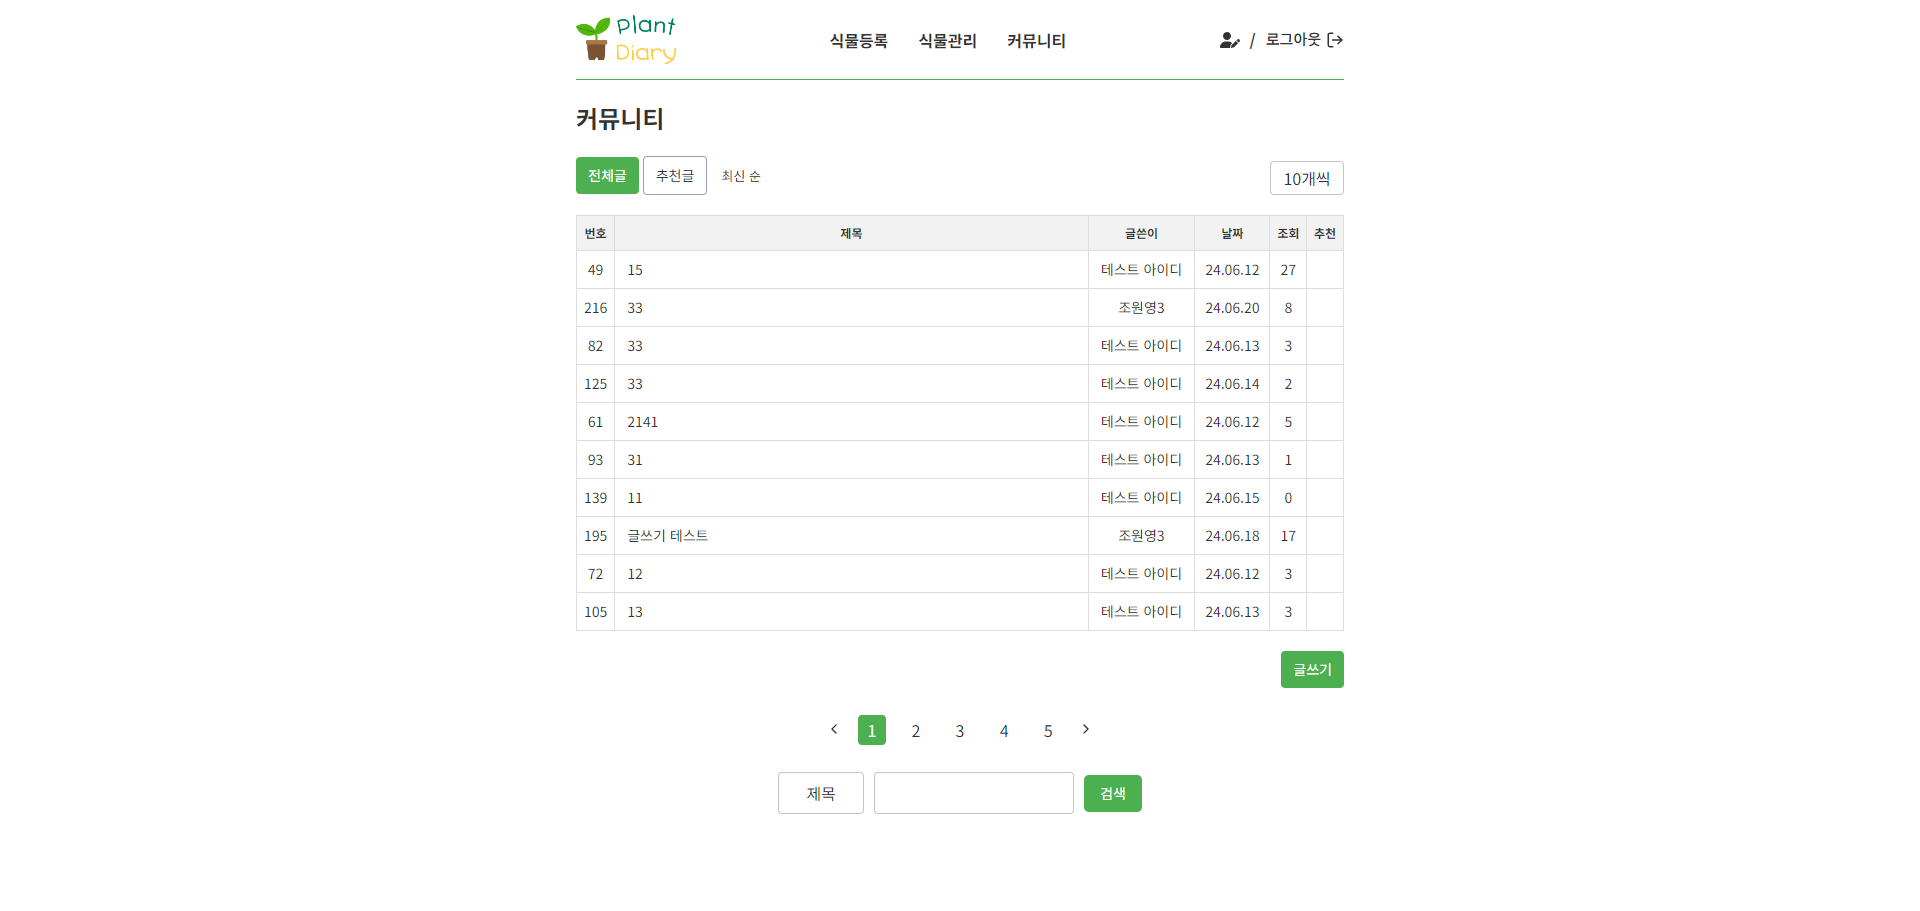 Plant
Diary
식물등록 식물관리 커뮤니티
/ 로그아웃
커뮤니티
전체글 추천글 최신 순 10개씩
번호 제목 글쓴이 날짜 조회 추천
49 15 테스트 아이디 24.06.12 27
216 33 조원영3 24.06.20 8
82 33 테스트 아이디 24.06.13 3
125 33 테스트 아이디 24.06.14 2
61 2141 테스트 아이디 24.06.12 5
93 31 테스트 아이디 24.06.13 1
139 11 테스트 아이디 24.06.15 0
195 글쓰기 테스트 조원영3 24.06.18 17
72 12 테스트 아이디 24.06.12 3
105 13 테스트 아이디 24.06.13 3
글쓰기
1 2 3 4 5
제목 검색